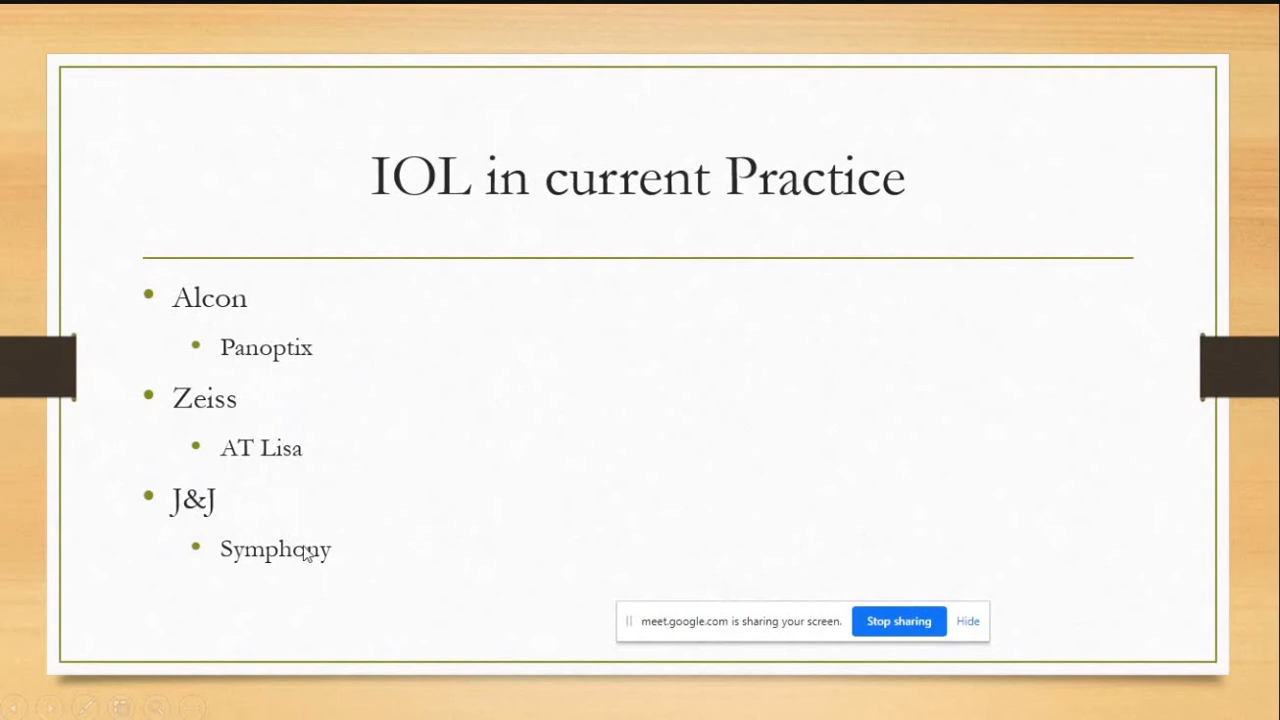 IOL in current Practice
Alcon
Panoptix
Zeiss
AT Lisa
J&J
Symphony
meet.google.com is sharing your screen. Stop sharing Hide